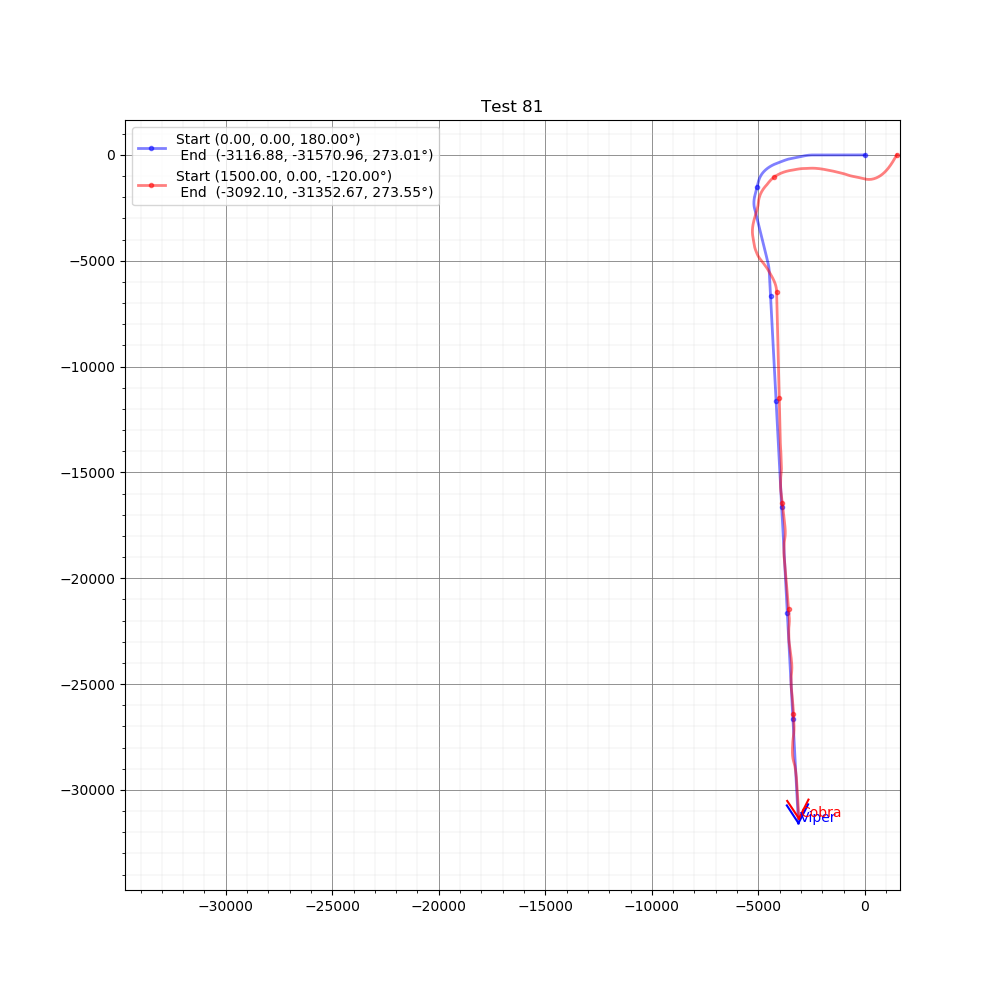 Test 81
Start (0.00, 0.00, 180.00°)
End  (-3116.88, -31570.96, 273.01°)
Start (1500.00, 0.00, -120.00°)
End  (-3092.10, -31352.67, 273.55°)
0
−5000
−10000
−15000
−20000
−25000
−30000
Cobra
Viper
−30000 −25000 −20000 −15000 −10000 −5000 0